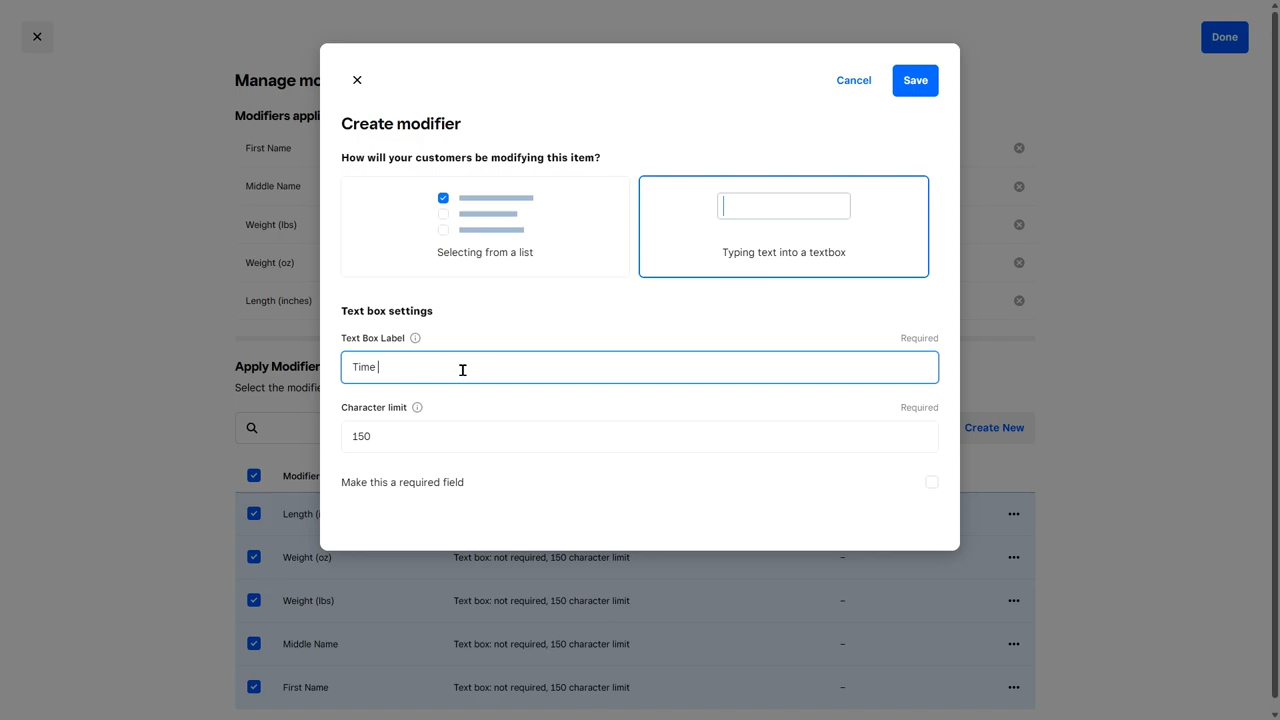 Done
Manage mo
Modifiers appli
First Name
Middle Name
Weight (lbs)
Weight (oz)
Length (inches)
Apply Modifier
Select the modifie
Create New
Modifier
Length (i
Weight (oz) Text box: not required, 150 character limit –
Weight (lbs) Text box: not required, 150 character limit –
Middle Name Text box: not required, 150 character limit –
First Name Text box: not required, 150 character limit –
Cancel Save
Create modifier
How will your customers be modifying this item?
Selecting from a list
Typing text into a textbox
Text box settings
Text Box Label Required
Time
Character limit Required
150
Make this a required field